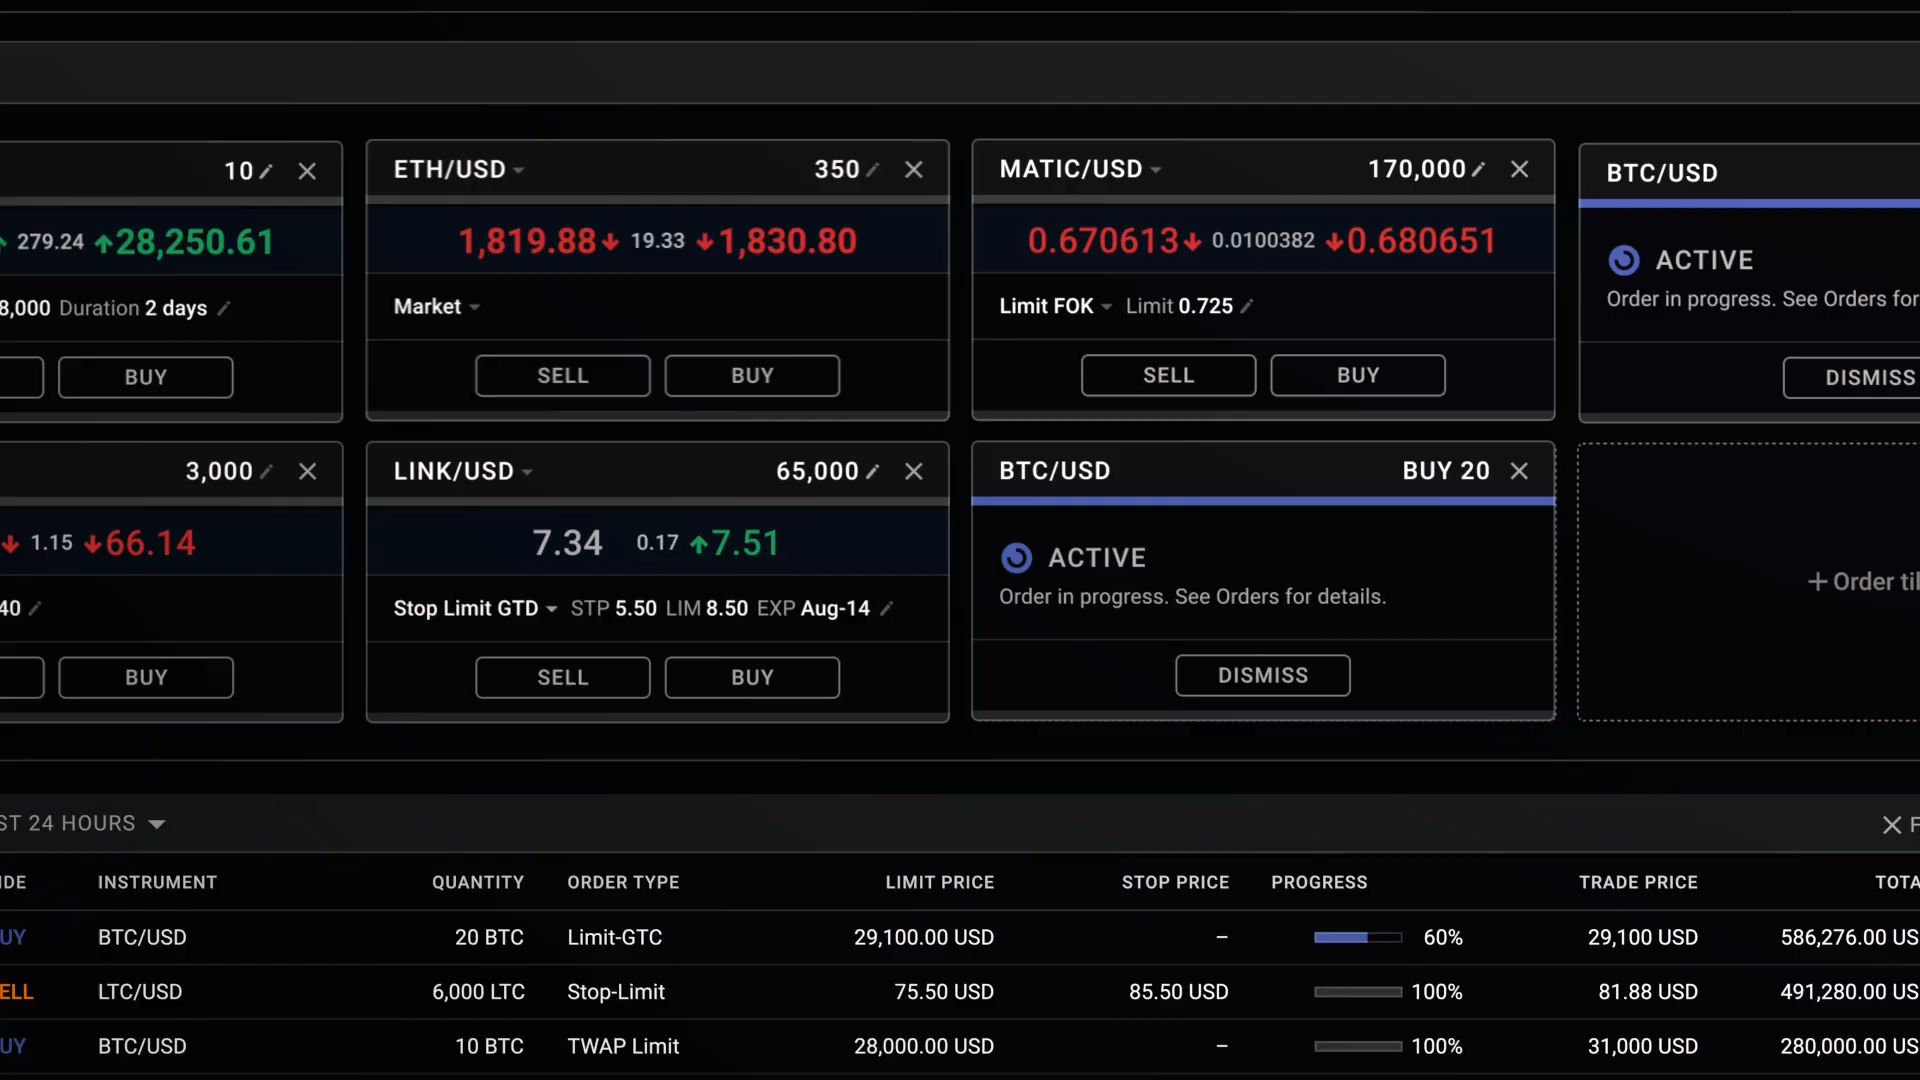 10
279.24 28,250.61
8,000 Duration 2 days
BUY
ETH/USD 350
1,819.88 19.33 1,830.80
Market
SELL BUY
MATIC/USD 170,000
0.670613 0.0100382 0.680651
Limit FOK Limit 0.725
SELL BUY
BTC/USD
ACTIVE
Order in progress. See Orders for
DISMISS
3,000
1.15 66.14
40
BUY
LINK/USD 65,000
7.34 0.17 7.51
Stop Limit GTD STP 5.50 LIM 8.50 EXP Aug-14
SELL BUY
BTC/USD BUY 20
ACTIVE
Order in progress. See Orders for details.
DISMISS
+ Order til
ST 24 HOURS F
IDE INSTRUMENT QUANTITY ORDER TYPE LIMIT PRICE STOP PRICE PROGRESS TRADE PRICE TOTA
UY BTC/USD 20 BTC Limit-GTC 29,100.00 USD – 60% 29,100 USD 586,276.00 US
ELL LTC/USD 6,000 LTC Stop-Limit 75.50 USD 85.50 USD 100% 81.88 USD 491,280.00 US
UY BTC/USD 10 BTC TWAP Limit 28,000.00 USD – 100% 31,000 USD 280,000.00 US